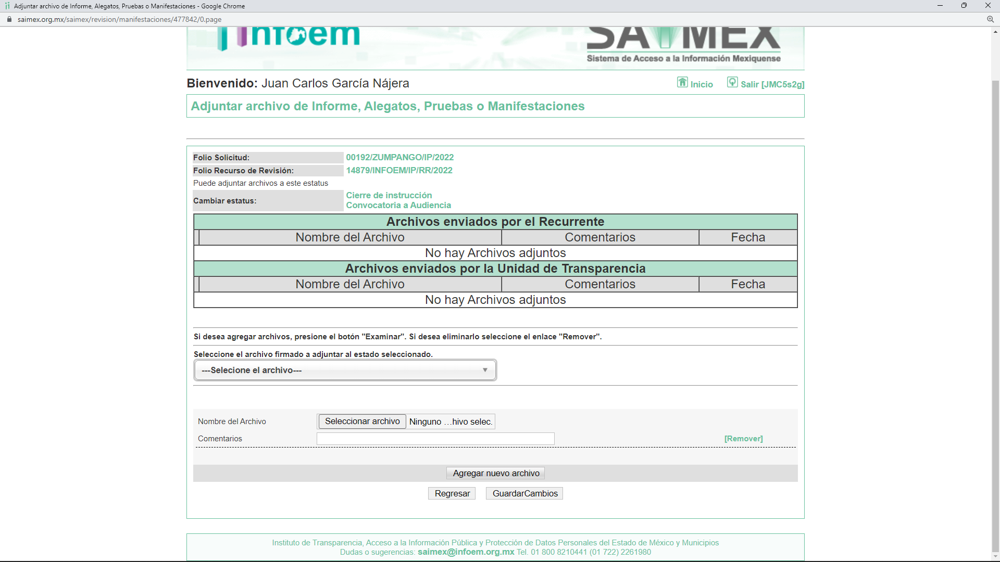 Adjuntar archivo de Informe, Alegatos, Pruebas o Manifestaciones - Google Chrome
saimex.org.mx/saimex/revision/manifestaciones/477842/0.page
infoem
SAIMEX
Sistema de Acceso a la Información Mexiquense
Bienvenido: Juan Carlos García Nájera
Inicio
Salir [JMC5s2g]
Adjuntar archivo de Informe, Alegatos, Pruebas o Manifestaciones
Folio Solicitud: 00192/ZUMPANGO/IP/2022
Folio Recurso de Revisión: 14879/INFOEM/IP/RR/2022
Puede adjuntar archivos a este estatus
Cambiar estatus: Cierre de instrucción
Convocatoria a Audiencia
Archivos enviados por el Recurrente
Nombre del Archivo Comentarios Fecha
No hay Archivos adjuntos
Archivos enviados por la Unidad de Transparencia
Nombre del Archivo Comentarios Fecha
No hay Archivos adjuntos
Si desea agregar archivos, presione el botón "Examinar". Si desea eliminarlo seleccione el enlace "Remover".
Seleccione el archivo firmado a adjuntar al estado seleccionado.
---Selecione el archivo---
Nombre del Archivo Seleccionar archivo Ninguno ...hivo selec.
Comentarios [Remover]
Agregar nuevo archivo
Regresar GuardarCambios
Instituto de Transparencia, Acceso a la Información Pública y Protección de Datos Personales del Estado de México y Municipios
Dudas o sugerencias: saimex@infoem.org.mx Tel. 01 800 8210441 (01 722) 2261980